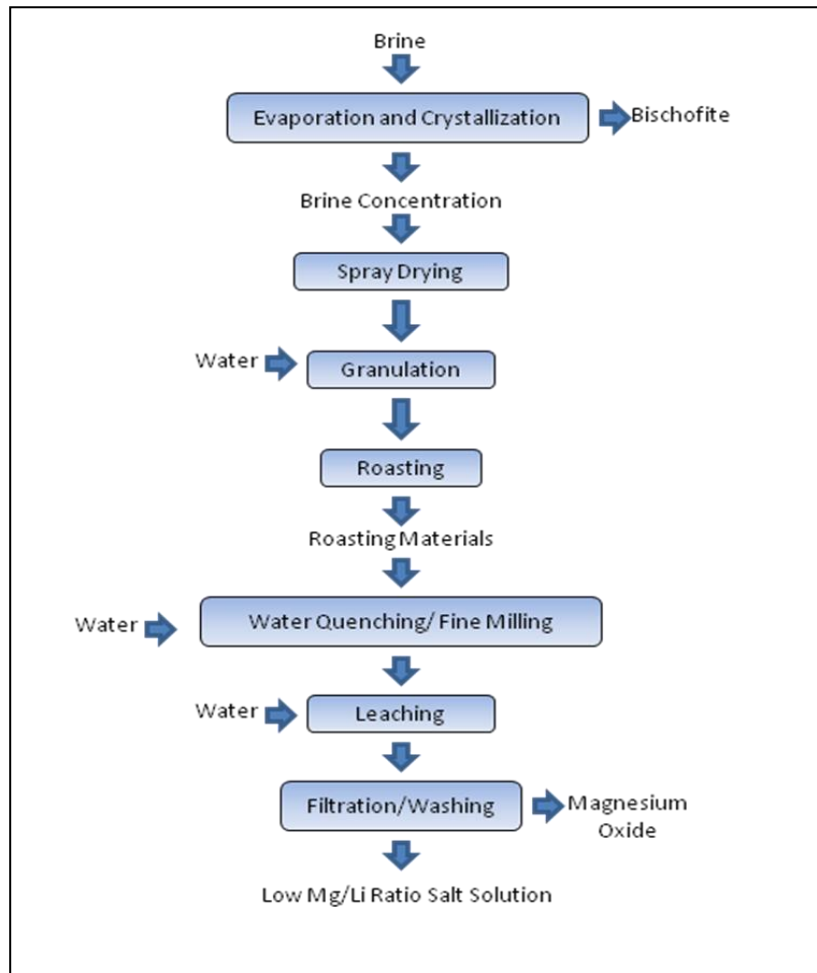 Brine
Evaporation and Crystallization
Bischofite
Brine Concentration
Spray Drying
Water
Granulation
Roasting
Roasting Materials
Water
Water Quenching/ Fine Milling
Water
Leaching
Filtration/Washing
Magnesium
Oxide
Low Mg/Li Ratio Salt Solution